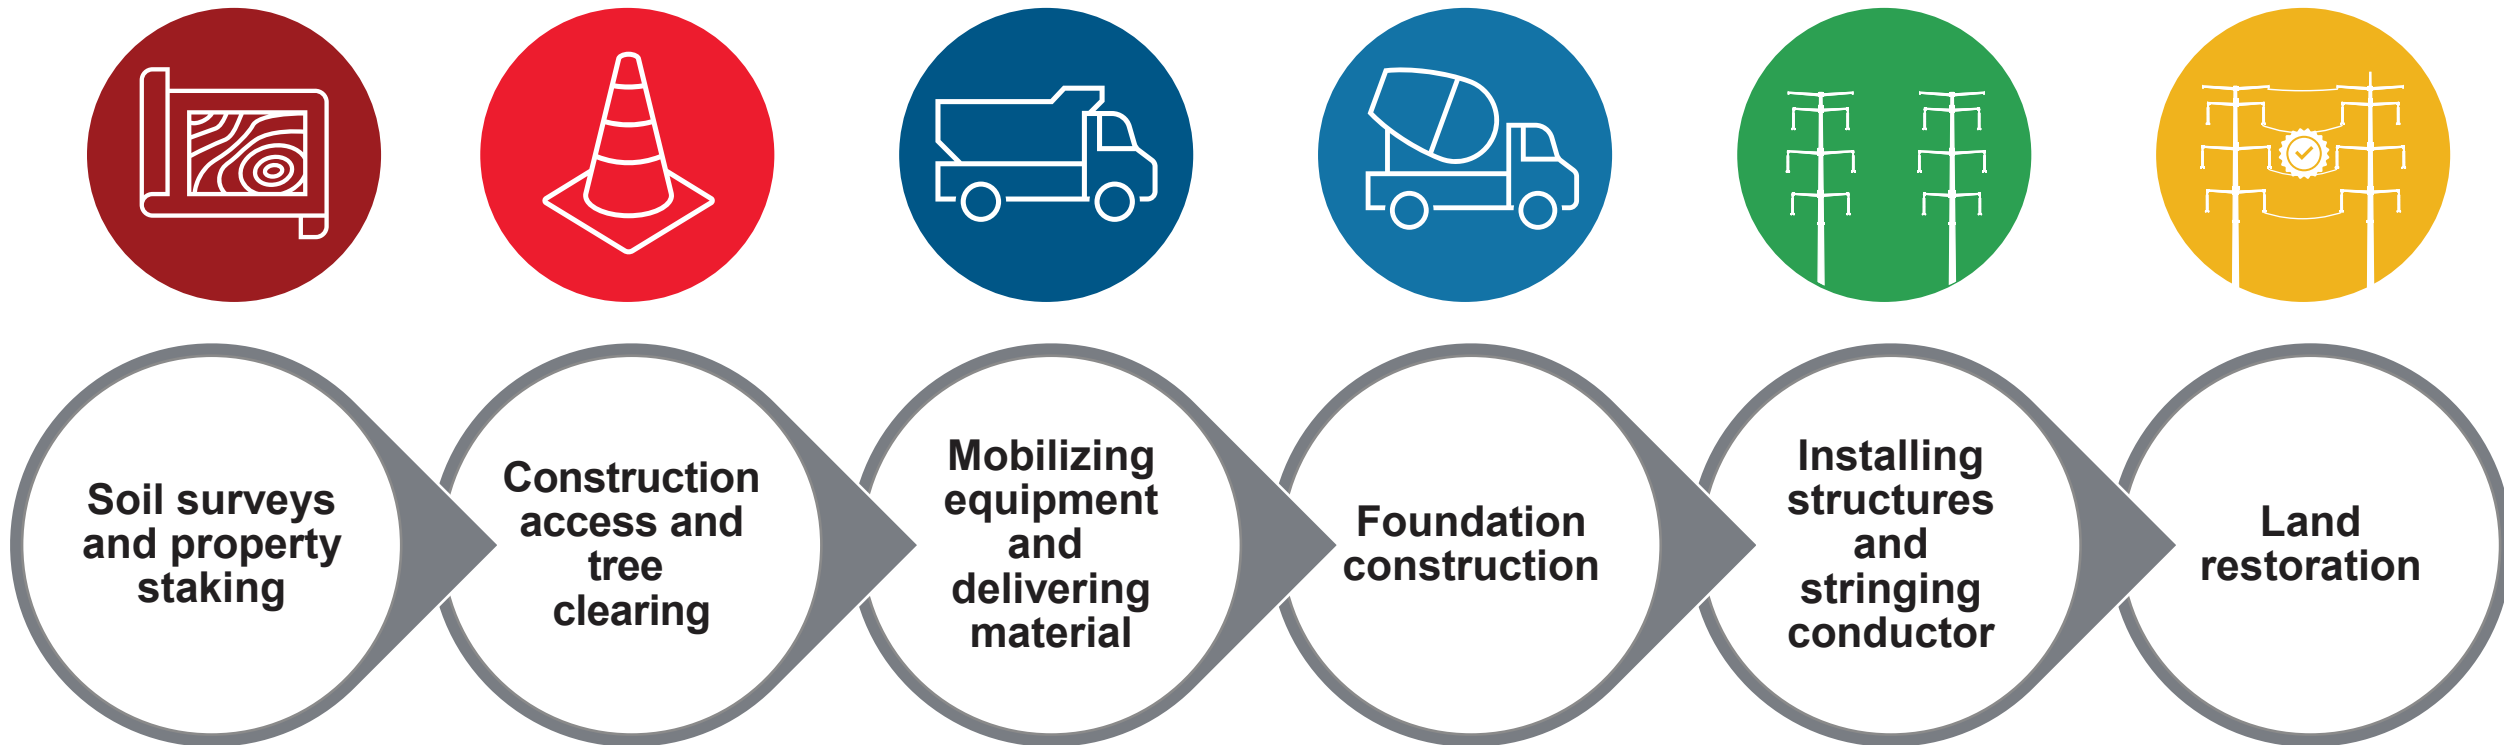 Soil surveys
and property
staking
Construction
access and
tree
clearing
Mobilizing
equipment
and
delivering
material
Foundation
construction
Installing
structures
and
stringing
conductor
Land
restoration